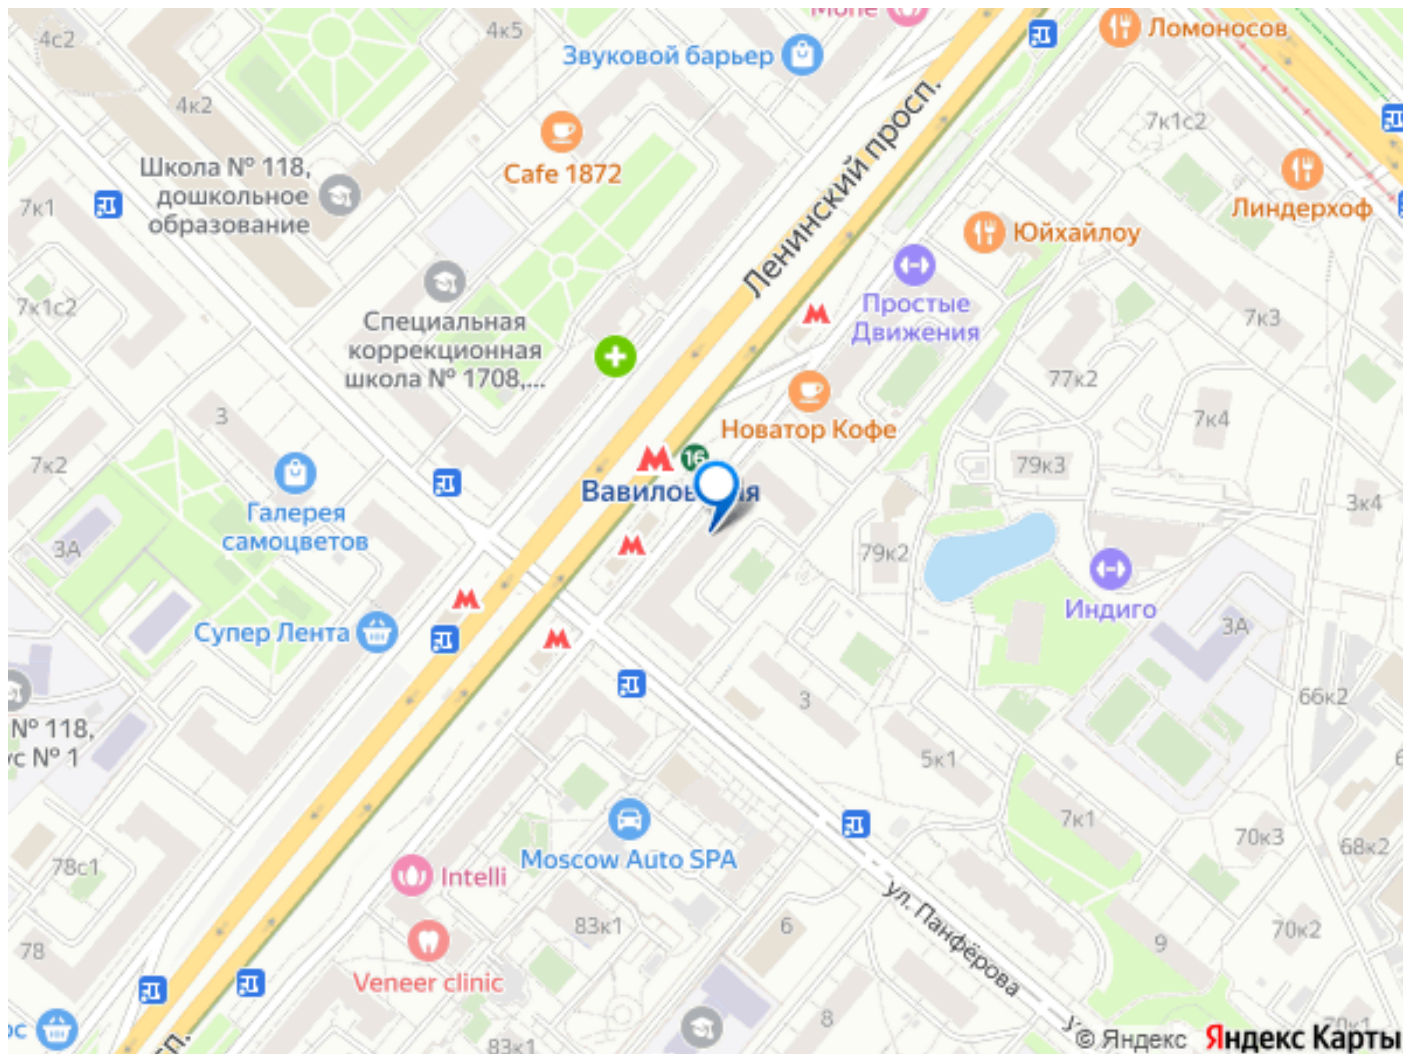 4с2
4к5
Звуковой барьер
Ломоносов
4к2
7к1с2
Школа № 118,
дошкольное
образование
Cafe 1872
Ленинский просп.
7к1
Линдерхоф
Юйхайлоу
7к1с2
Простые
Движения
7к3
Специальная
коррекционная
школа № 1708,...
77к2
3
7к4
Новатор Кофе
7к2
79к3
16
Галерея
самоцветов
3к4
3А
79к2
Индиго
Супер Лента
3А
3
66к2
№ 118,
5к1
7к1
70к3
68к2
Moscow Auto SPA
78с1
Intelli
ул. Панфёрова
83к1
6
70к2
78
9
Veneer clinic
8
83к1
© Яндекс
Яндекс Карты